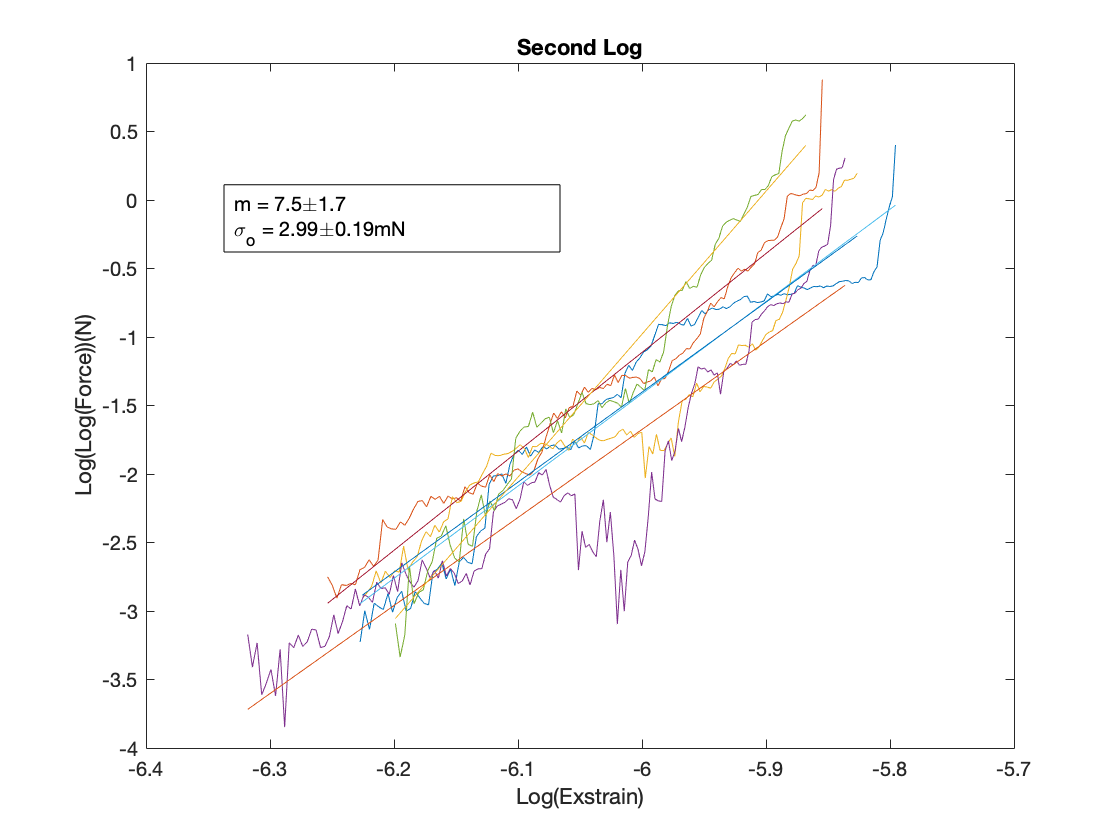 Second Log
1
0.5
0
-0.5
-1
-1.5
-2
-2.5
-3
-3.5
-4
Log(Log(Force))(N)
m = 7.5±1.7
σo = 2.99±0.19mN
-6.4 -6.3 -6.2 -6.1 -6 -5.9 -5.8 -5.7
Log(Exstrain)